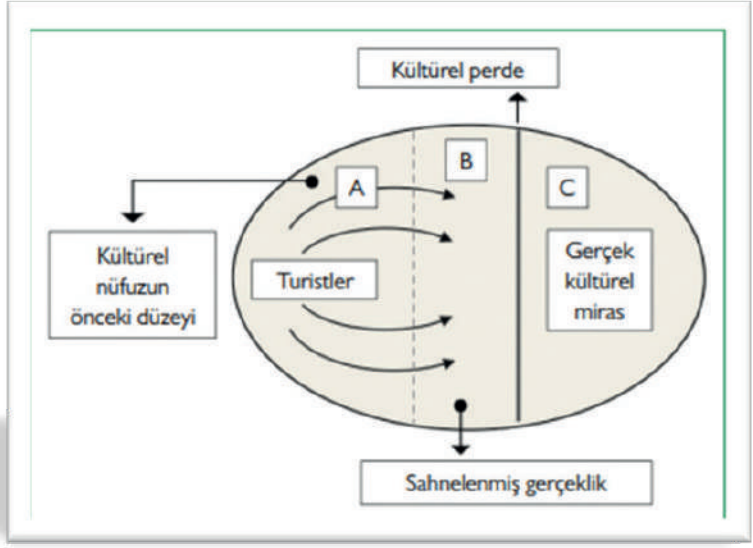 Kültürel perde
A
B
C
Kültürel
nüfuzun
önceki düzeyi
Turistler
Gerçek
kültürel
miras
Sahnelenmiş gerçeklik